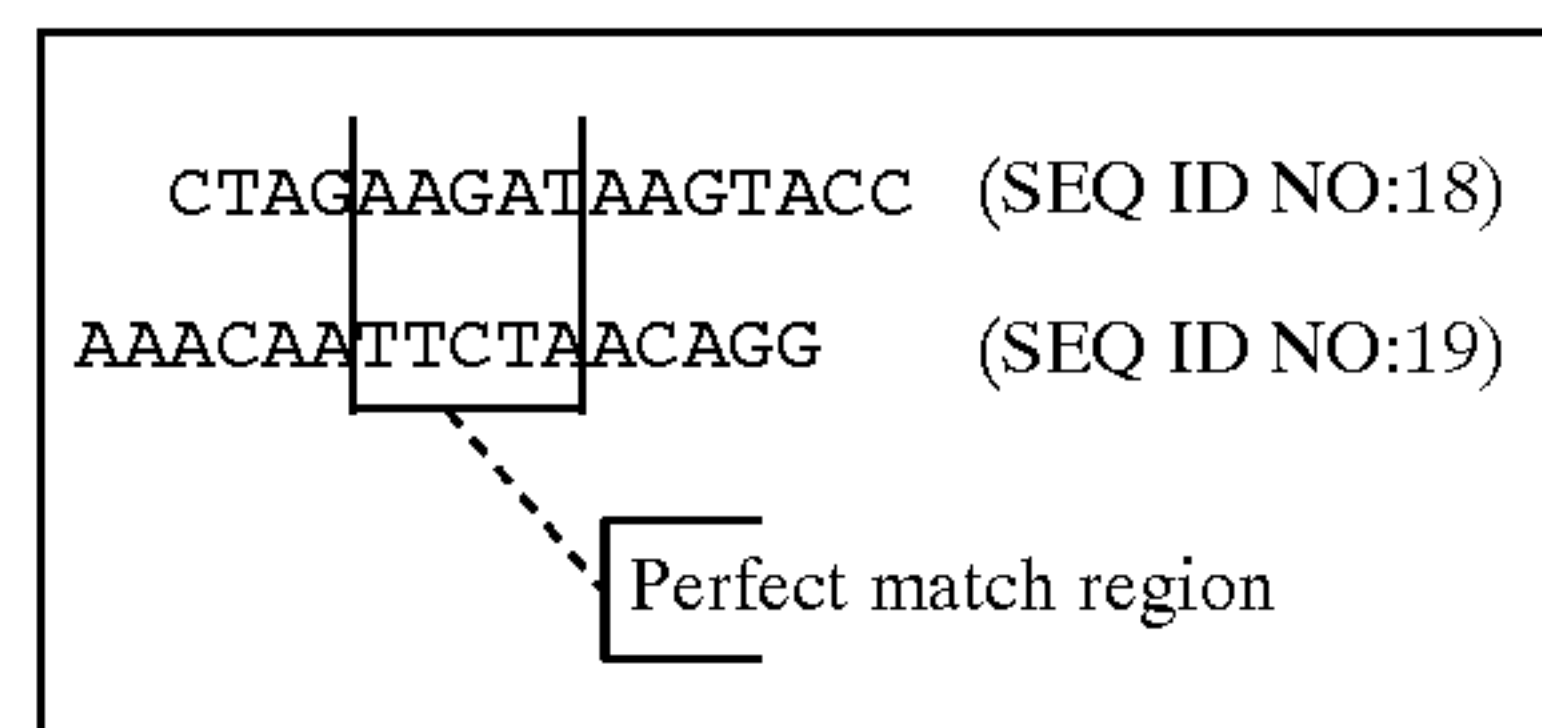 CTAGAAGATAAGTACC (SEQ ID NO:18)
AAACAATTCTAACAGG (SEQ ID NO:19)
Perfect match region